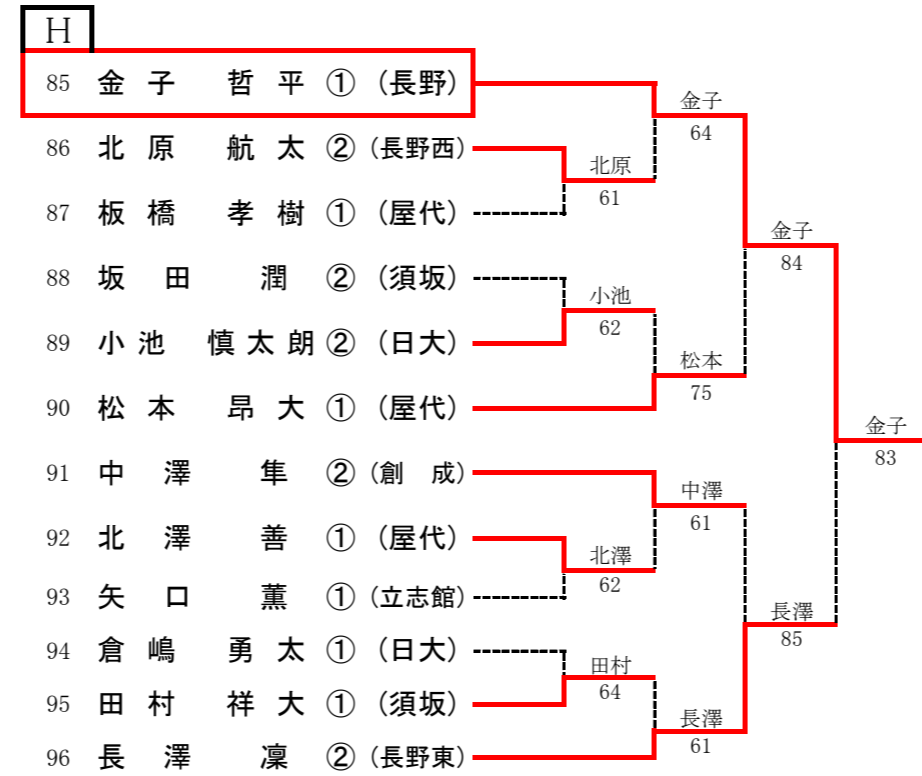 H
85 金子 哲平 ① (長野)
金子
64
86 北原 航太 ② (長野西)
北原
61
87 板橋 孝樹 ① (屋代)
金子
84
88 坂田 潤 ② (須坂)
小池
62
89 小池 慎太朗 ② (日大)
松本
75
90 松本 昂大 ① (屋代)
金子
83
91 中澤 隼 ② (創 成)
中澤
61
92 北澤 善 ① (屋代)
北澤
62
93 矢口 薫 ① (立志館)
長澤
85
94 倉嶋 勇太 ① (日大)
田村
64
95 田村 祥大 ① (須坂)
長澤
61
96 長澤 凜 ② (長野東)